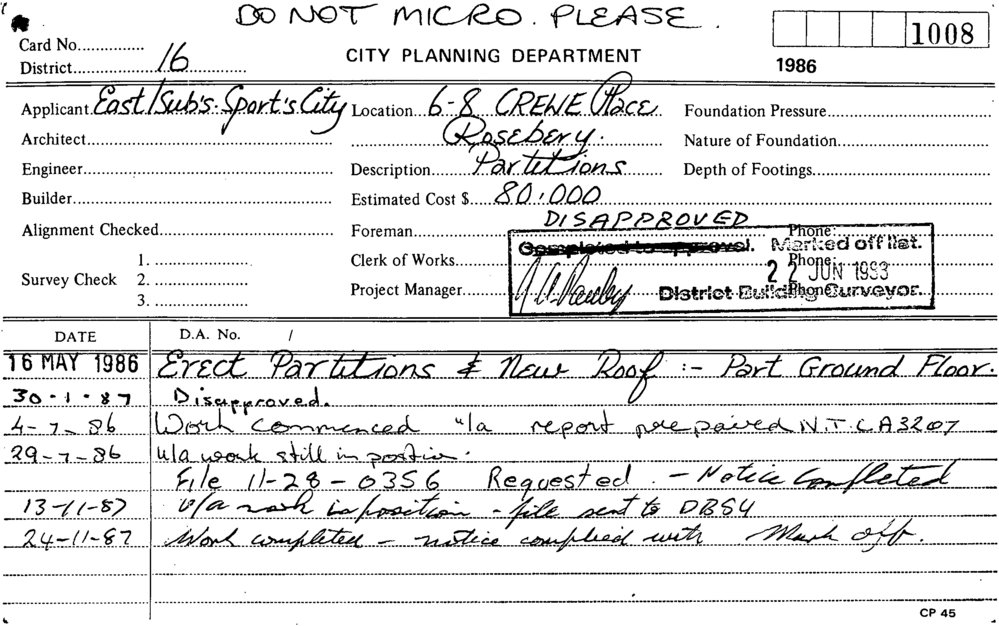 DO NOT MICRO. PLEASE.
Card No...............
District.......16............
CITY PLANNING DEPARTMENT
1008
1986
Applicant East/Sub's. Sport's City
Location...6-8 CREWE Place
Rosebery.
Foundation Pressure
Architect
Nature of Foundation
Engineer
Description Partitions
Depth of Footings
Builder
Estimated Cost $ 80,000
DISAPPROVED
Alignment Checked
Foreman
Phone:
Completed to approval. Marked off list.
Clerk of Works
Phone:
22 JUN 1993
Survey Check 1.
2.
3.
Project Manager
Phone:
District Building Surveyor.
DATE D.A. No. /
16 MAY 1986 Erect Partitions & New Roof :- Part Ground Floor.
30-1-87 Disapproved.
4-7-86 Work commenced "/a report prepaired N.T. LA3207
29-7-86 u/a work still in position.
File 11-28-0356 Requested. - Notice Completed
13-11-87 u/a work in position - file sent to DBS4
24-11-87 Work completed - notice complied with Mark off.
CP 45